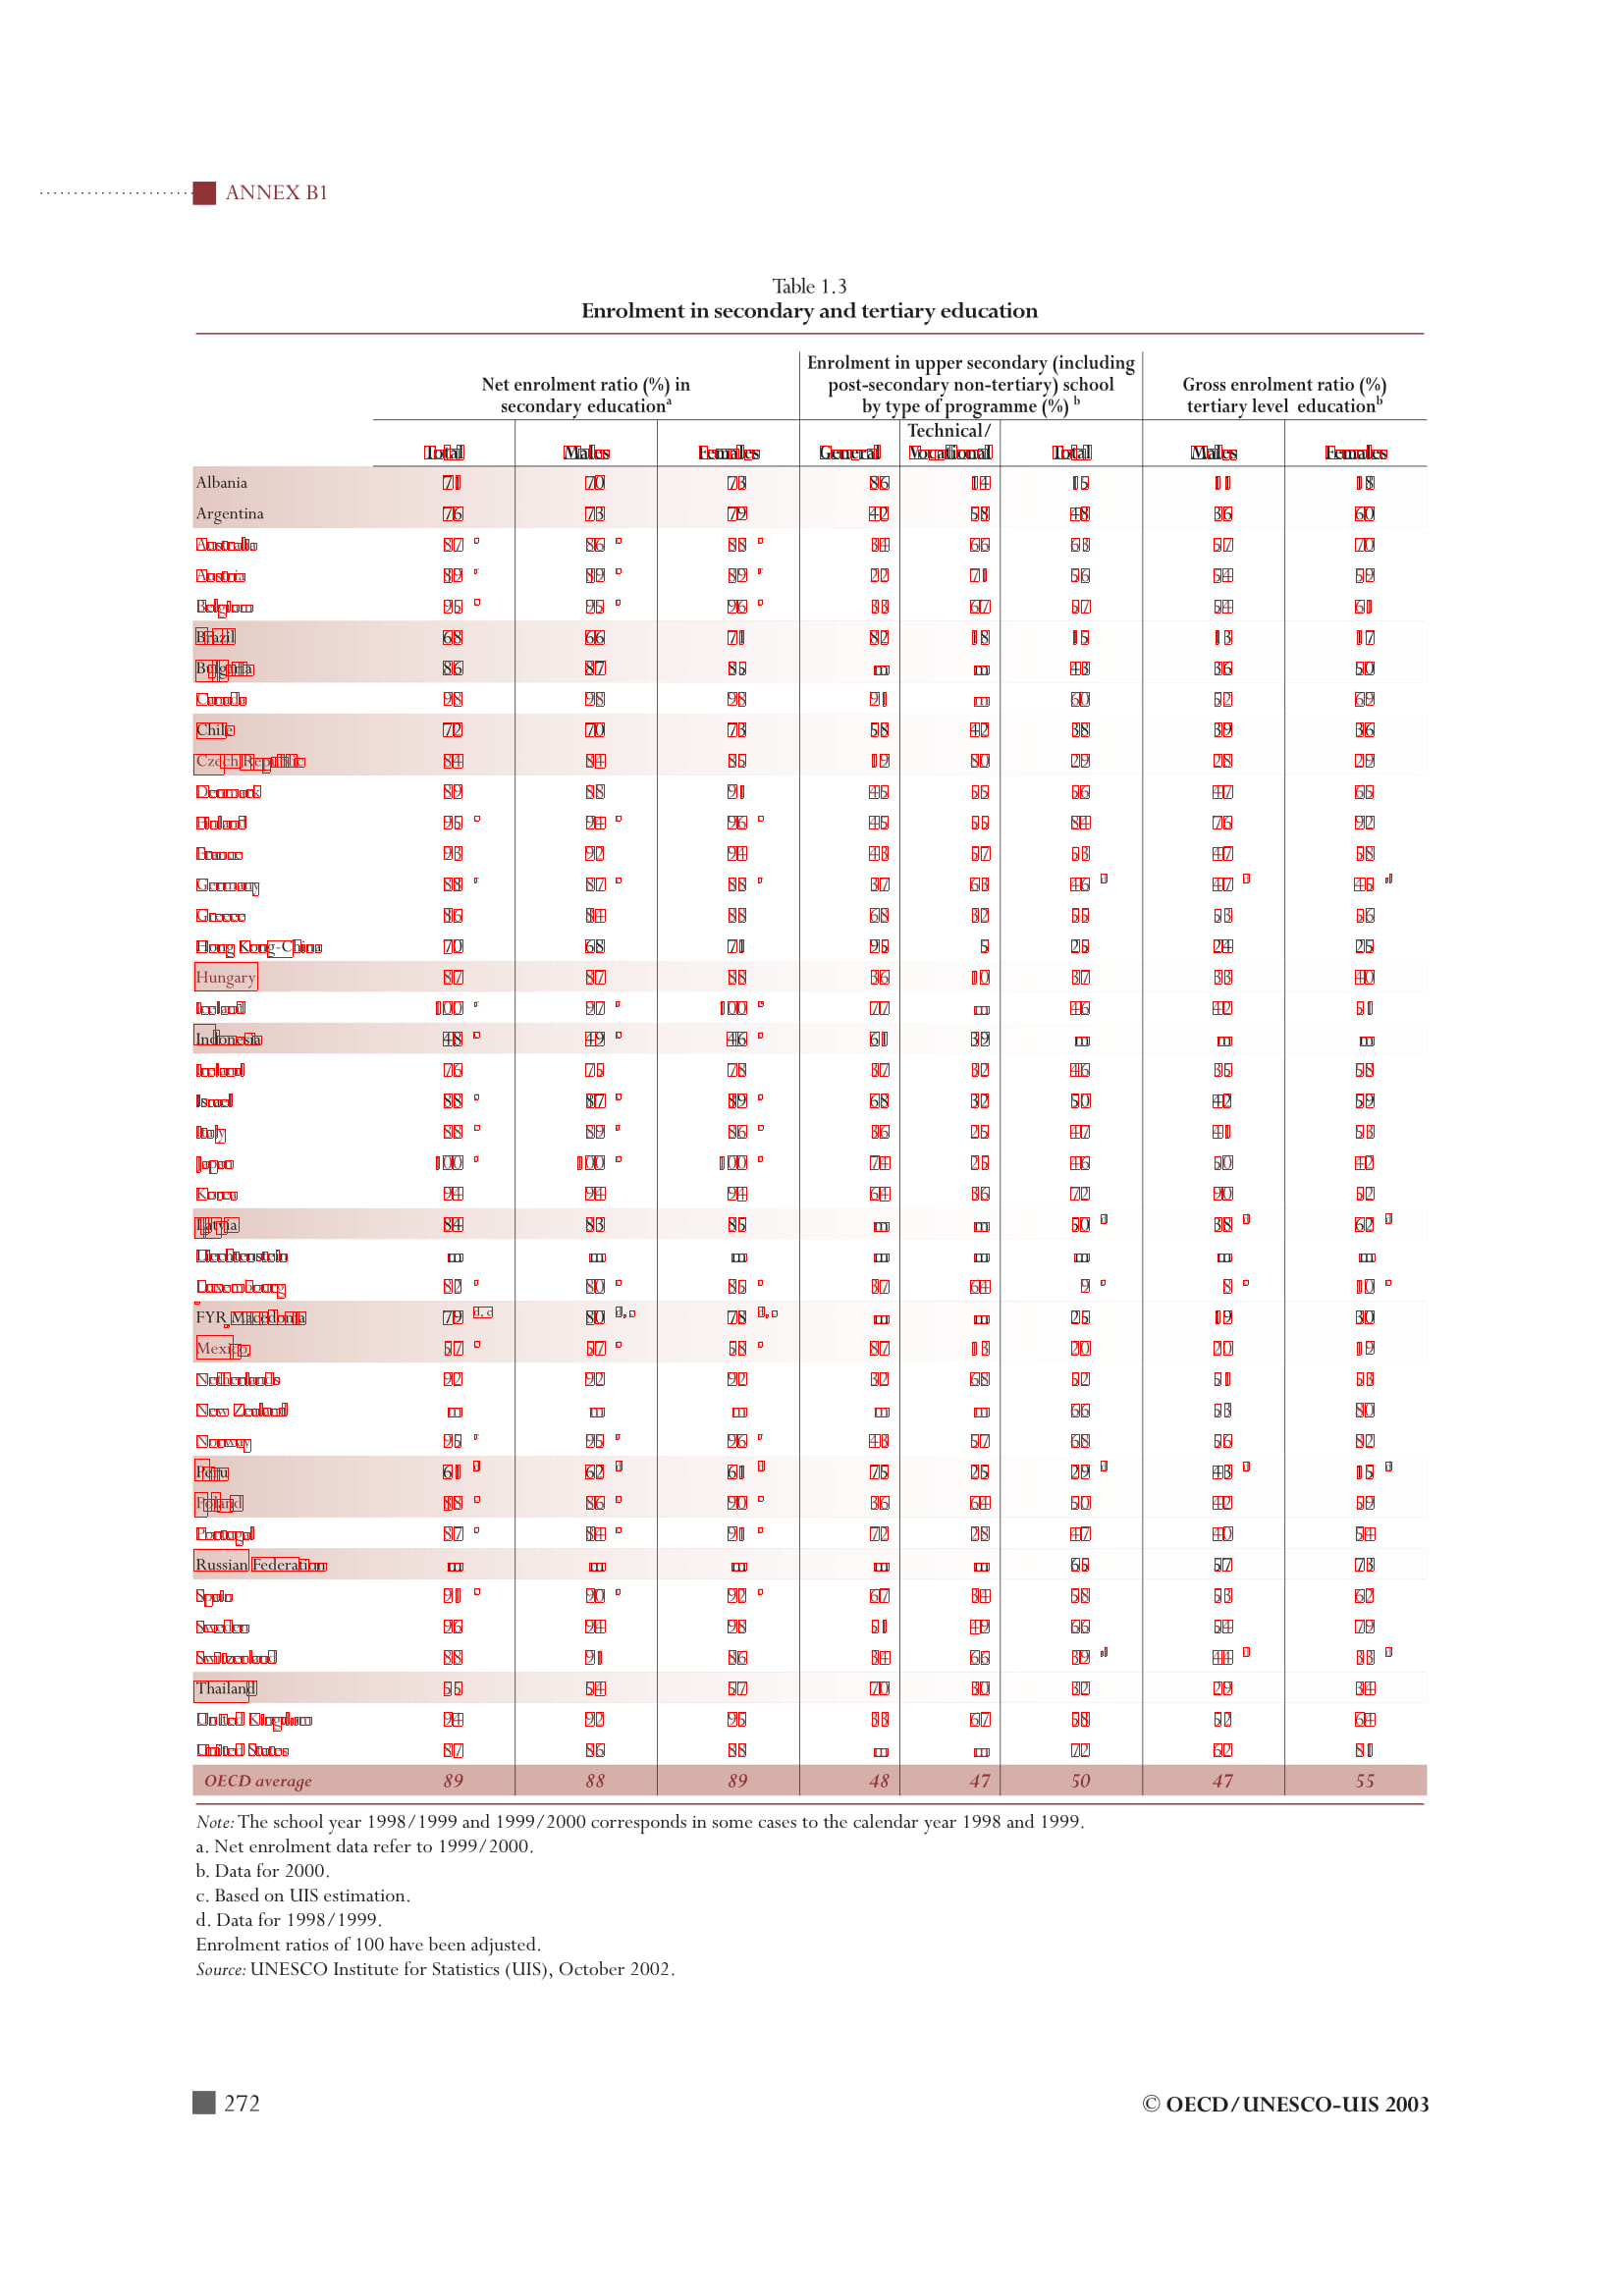 ANNEX B1
Table 1.3
Enrolment in secondary and tertiary education
Net enrolment ratio (%) in secondary education a
Enrolment in upper secondary (including post-secondary non-tertiary) school by type of programme (%) b
Gross enrolment ratio (%) tertiary level education b
Total Males Females General Technical/Vocational Total Males Females
Albania 71 70 73 86 14 15 11 18
Argentina 76 73 79 42 58 48 36 60
Australia 87 c 86 c 88 c 34 66 63 57 70
Austria 89 c 89 c 89 c 22 71 56 54 59
Belgium 95 c 95 c 96 c 33 67 57 54 61
Brazil 68 66 71 82 18 15 13 17
Bulgaria 86 87 85 m m 43 36 50
Canada 98 98 98 91 m 60 52 69
Chile 72 70 73 58 42 38 39 36
Czech Republic 84 84 85 19 80 29 28 29
Denmark 89 88 91 45 55 56 47 65
Finland 95 c 94 c 96 c 45 55 84 76 92
France 93 92 94 43 57 53 47 58
Germany 88 c 87 c 88 c 37 63 46 d 47 d 45 d
Greece 86 84 88 68 32 55 53 56
Hong Kong-China 70 68 71 95 5 25 24 25
Hungary 87 87 88 36 10 37 33 40
Iceland 100 c 97 c 100 c 77 m 46 42 51
Indonesia 48 c 49 c 46 c 61 39 m m m
Ireland 76 75 78 37 32 46 35 58
Israel 88 c 87 c 89 c 68 32 50 42 59
Italy 88 c 89 c 86 c 36 25 47 41 53
Japan 100 c 100 c 100 c 74 25 46 50 42
Korea 94 94 94 64 36 72 90 52
Latvia 84 83 85 m m 50 d 38 d 62 d
Liechtenstein m m m m m m m m
Luxembourg 82 c 80 c 85 c 37 64 9 c 8 c 10 c
FYR Macedonia 79 d, c 80 d, c 78 d, c m m 25 19 30
Mexico 57 c 57 c 58 c 87 13 20 20 19
Netherlands 92 92 92 32 68 52 51 53
New Zealand m m m m m 66 53 80
Norway 95 c 95 c 96 c 43 57 68 56 82
Peru 61 d 62 d 61 d 75 25 29 d 43 d 15 d
Poland 88 c 86 c 90 c 36 64 50 42 59
Portugal 87 c 84 c 91 c 72 28 47 40 54
Russian Federation m m m m m 65 57 73
Spain 91 c 90 c 92 c 67 34 58 53 62
Sweden 96 94 98 51 49 66 54 79
Switzerland 88 91 86 34 66 39 d 44 d 33 d
Thailand 55 54 57 70 30 32 29 34
United Kingdom 94 92 95 33 67 58 52 64
United States 87 86 88 m m 72 62 81
OECD average 89 88 89 48 47 50 47 55
Note: The school year 1998/1999 and 1999/2000 corresponds in some cases to the calendar year 1998 and 1999.
a. Net enrolment data refer to 1999/2000.
b. Data for 2000.
c. Based on UIS estimation.
d. Data for 1998/1999.
Enrolment ratios of 100 have been adjusted.
Source: UNESCO Institute for Statistics (UIS), October 2002.
272
© OECD/UNESCO-UIS 2003